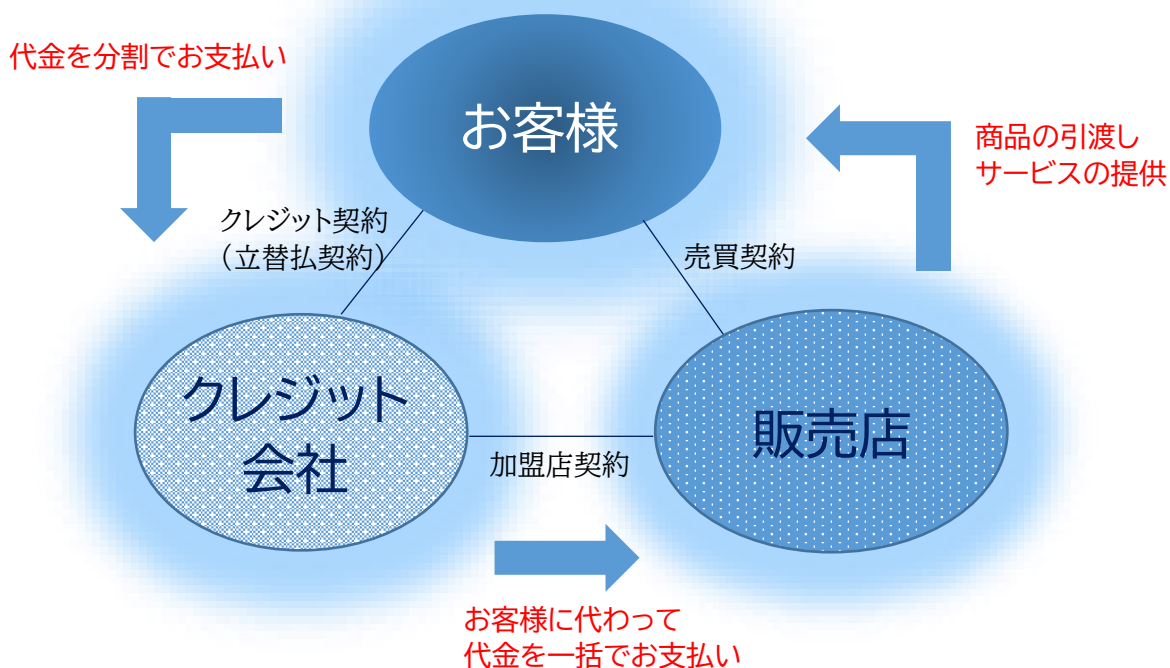 代金を分割でお支払い
お客様
商品の引渡し
サービスの提供
クレジット契約
（立替払契約）
売買契約
クレジット
会社
販売店
加盟店契約
お客様に代わって
代金を一括でお支払い